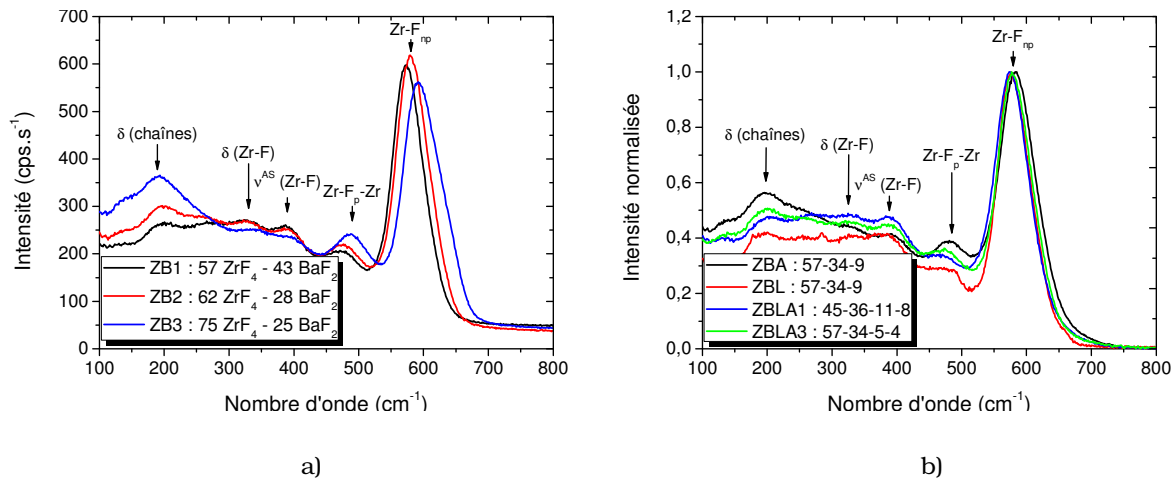 700
600
500
400
300
200
100
0
Intensité (cps.s⁻¹)
Zr-Fnp
δ (chaînes)
δ (Zr-F)
νAS (Zr-F)
Zr-Fp-Zr
ZB1 : 57 ZrF4 - 43 BaF2
ZB2 : 62 ZrF4 - 28 BaF2
ZB3 : 75 ZrF4 - 25 BaF2
100 200 300 400 500 600 700 800
Nombre d'onde (cm⁻¹)
a)
1,2
1,0
0,8
0,6
0,4
0,2
0,0
Intensité normalisée
Zr-Fnp
δ (chaînes)
δ (Zr-F)
νAS (Zr-F)
Zr-Fp-Zr
ZBA : 57-34-9
ZBL : 57-34-9
ZBLA1 : 45-36-11-8
ZBLA3 : 57-34-5-4
100 200 300 400 500 600 700 800
Nombre d'onde (cm⁻¹)
b)